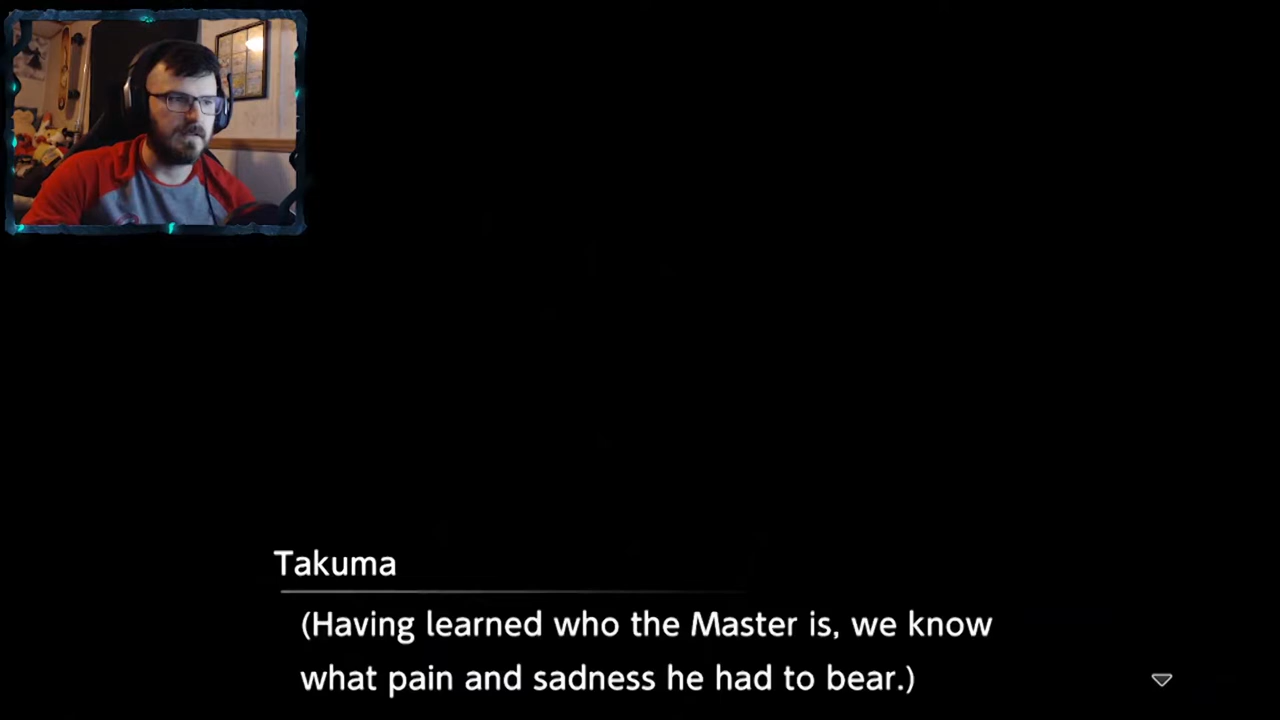 Takuma
(Having learned who the Master is, we know
what pain and sadness he had to bear.)